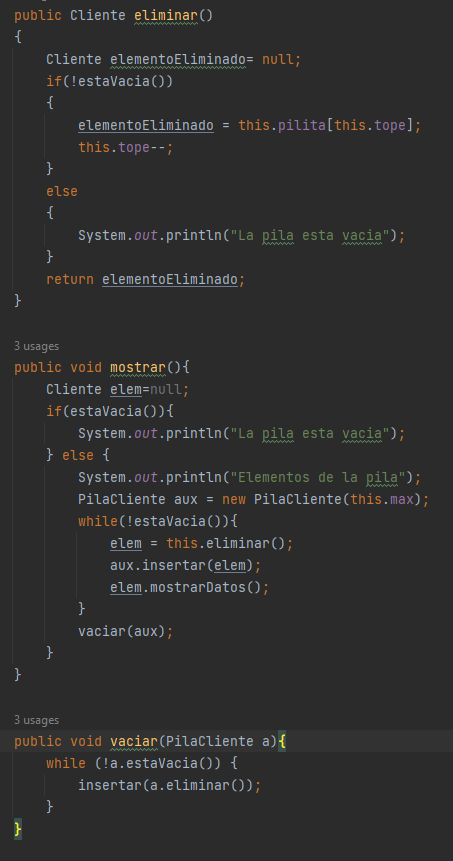 public Cliente eliminar()
{
    Cliente elementoEliminado= null;
    if(!estaVacia())
    {
        elementoEliminado = this.pilita[this.tope];
        this.tope--;
    }
    else
    {
        System.out.println("La pila esta vacia");
    }
    return elementoEliminado;
}
3 usages
public void mostrar(){
    Cliente elem=null;
    if(estaVacia()){
        System.out.println("La pila esta vacia");
    } else {
        System.out.println("Elementos de la pila");
        PilaCliente aux = new PilaCliente(this.max);
        while(!estaVacia()){
            elem = this.eliminar();
            aux.insertar(elem);
            elem.mostrarDatos();
        }
        vaciar(aux);
    }
}
3 usages
public void vaciar(PilaCliente a){
    while (!a.estaVacia()) {
        insertar(a.eliminar());
    }
}